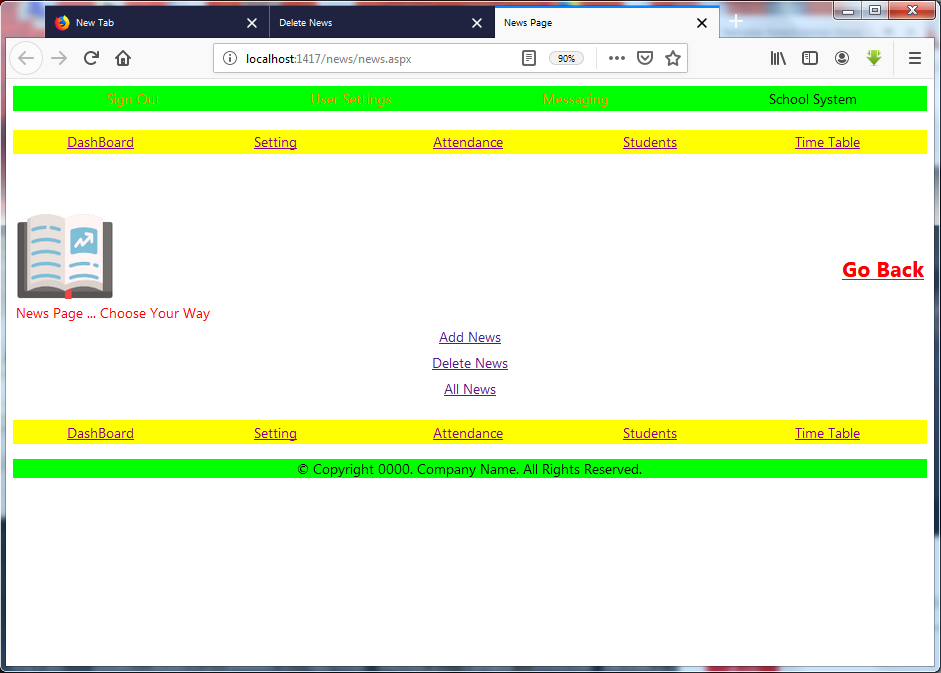 New Tab
Delete News
News Page
localhost:1417/news/news.aspx
90%
Sign Out User Settings Messaging School System
DashBoard Setting Attendance Students Time Table
Go Back
News Page ... Choose Your Way
Add News
Delete News
All News
DashBoard Setting Attendance Students Time Table
© Copyright 0000. Company Name. All Rights Reserved.